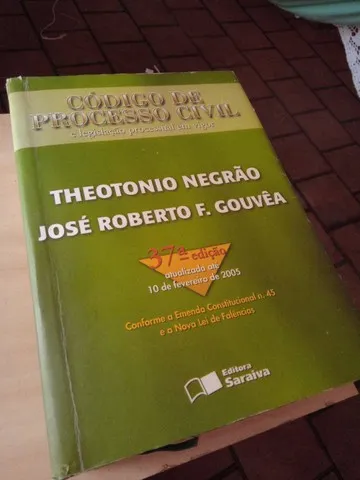 CÓDIGO DE
PROCESSO CIVIL
e legislação processual em vigor
THEOTONIO NEGRÃO
JOSÉ ROBERTO F. GOUVÊA
37ª edição
atualizada até
10 de fevereiro de 2005
Conforme a Emenda Constitucional n. 45
e a Nova Lei de Falências
Editora
Saraiva